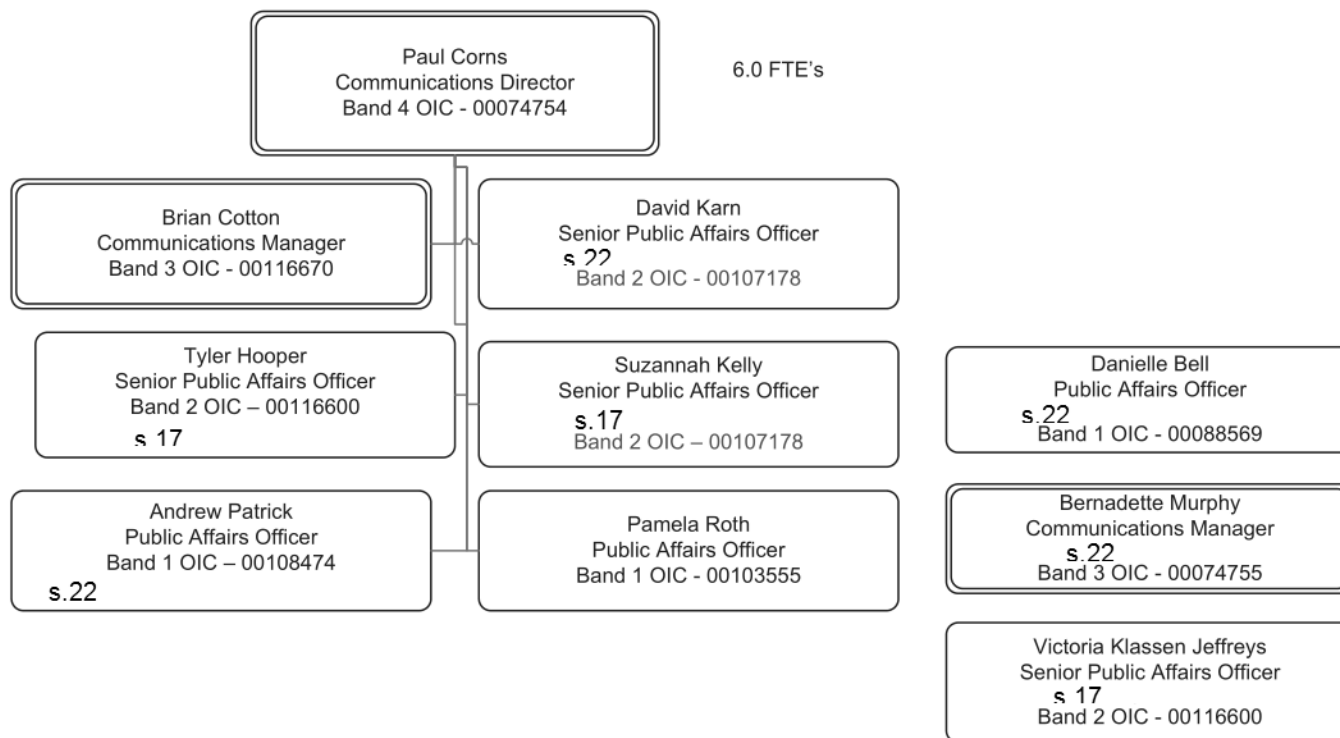 Paul Corns
Communications Director
Band 4 OIC - 00074754
6.0 FTE's
Brian Cotton
Communications Manager
Band 3 OIC - 00116670
David Karn
Senior Public Affairs Officer
s.22
Band 2 OIC - 00107178
Tyler Hooper
Senior Public Affairs Officer
Band 2 OIC – 00116600
s.17
Suzannah Kelly
Senior Public Affairs Officer
s.17
Band 2 OIC – 00107178
Danielle Bell
Public Affairs Officer
s.22
Band 1 OIC - 00088569
Andrew Patrick
Public Affairs Officer
Band 1 OIC – 00108474
s.22
Pamela Roth
Public Affairs Officer
Band 1 OIC - 00103555
Bernadette Murphy
Communications Manager
s.22
Band 3 OIC - 00074755
Victoria Klassen Jeffreys
Senior Public Affairs Officer
s.17
Band 2 OIC - 00116600